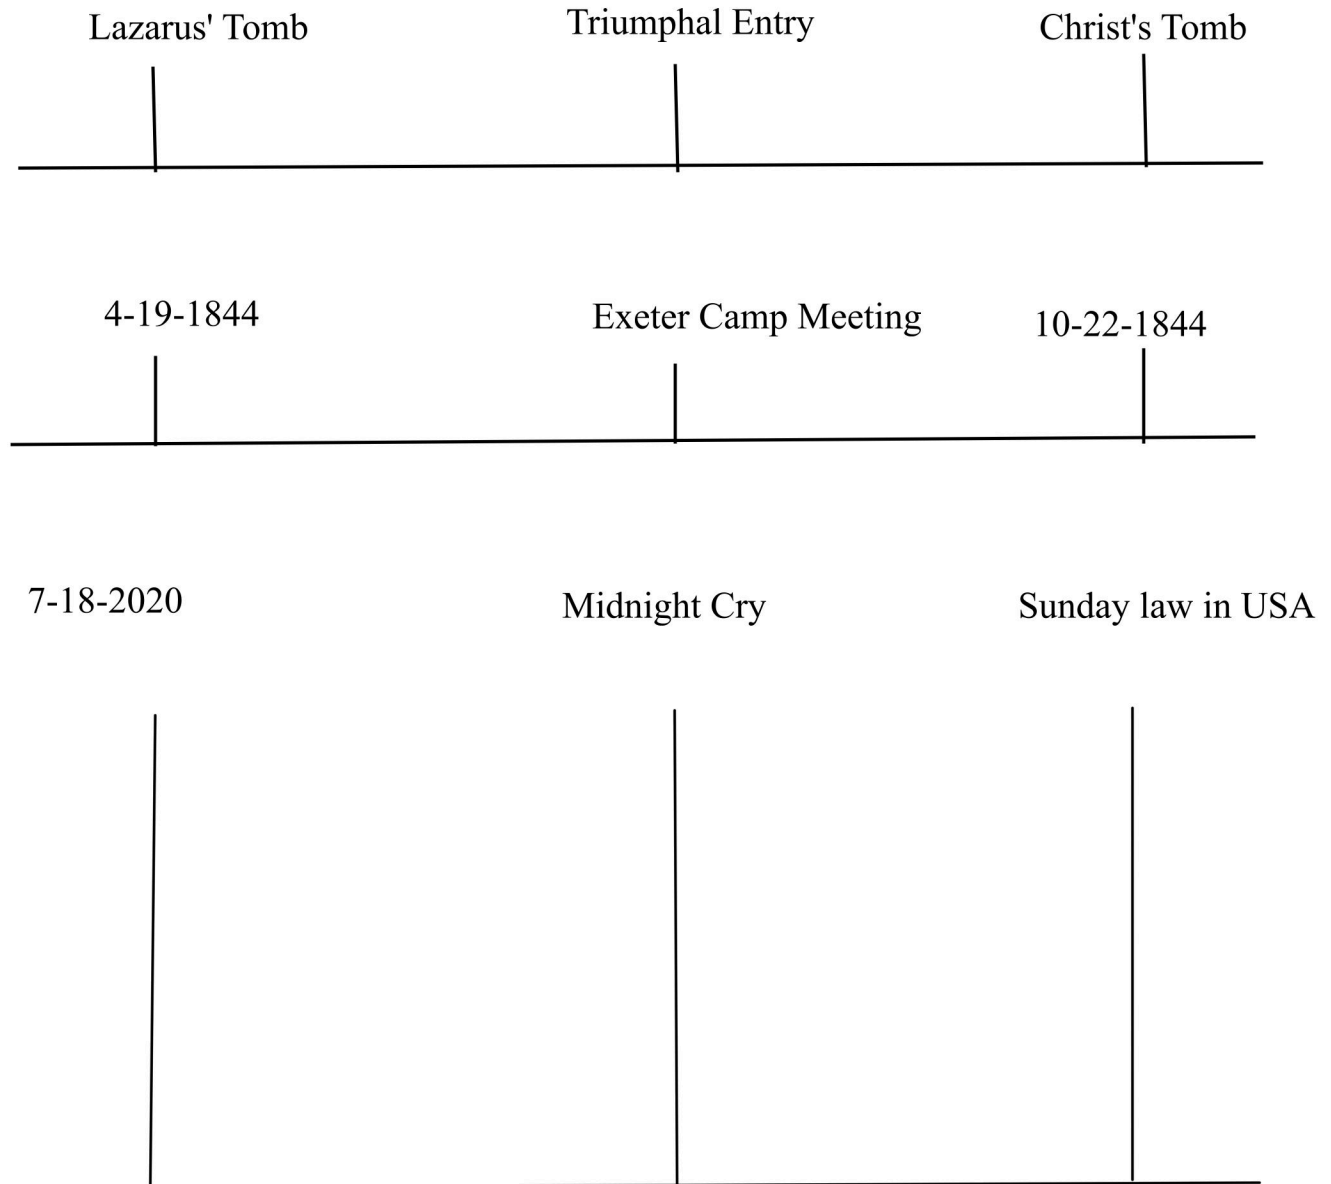 Lazarus' Tomb
Triumphal Entry
Christ's Tomb
4-19-1844
Exeter Camp Meeting
10-22-1844
7-18-2020
Midnight Cry
Sunday law in USA